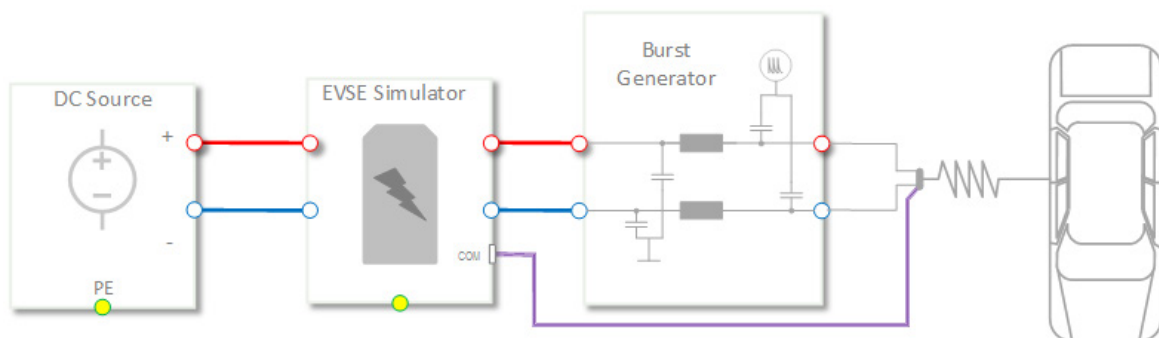 DC Source
+
-
PE
EVSE Simulator
COM
Burst
Generator